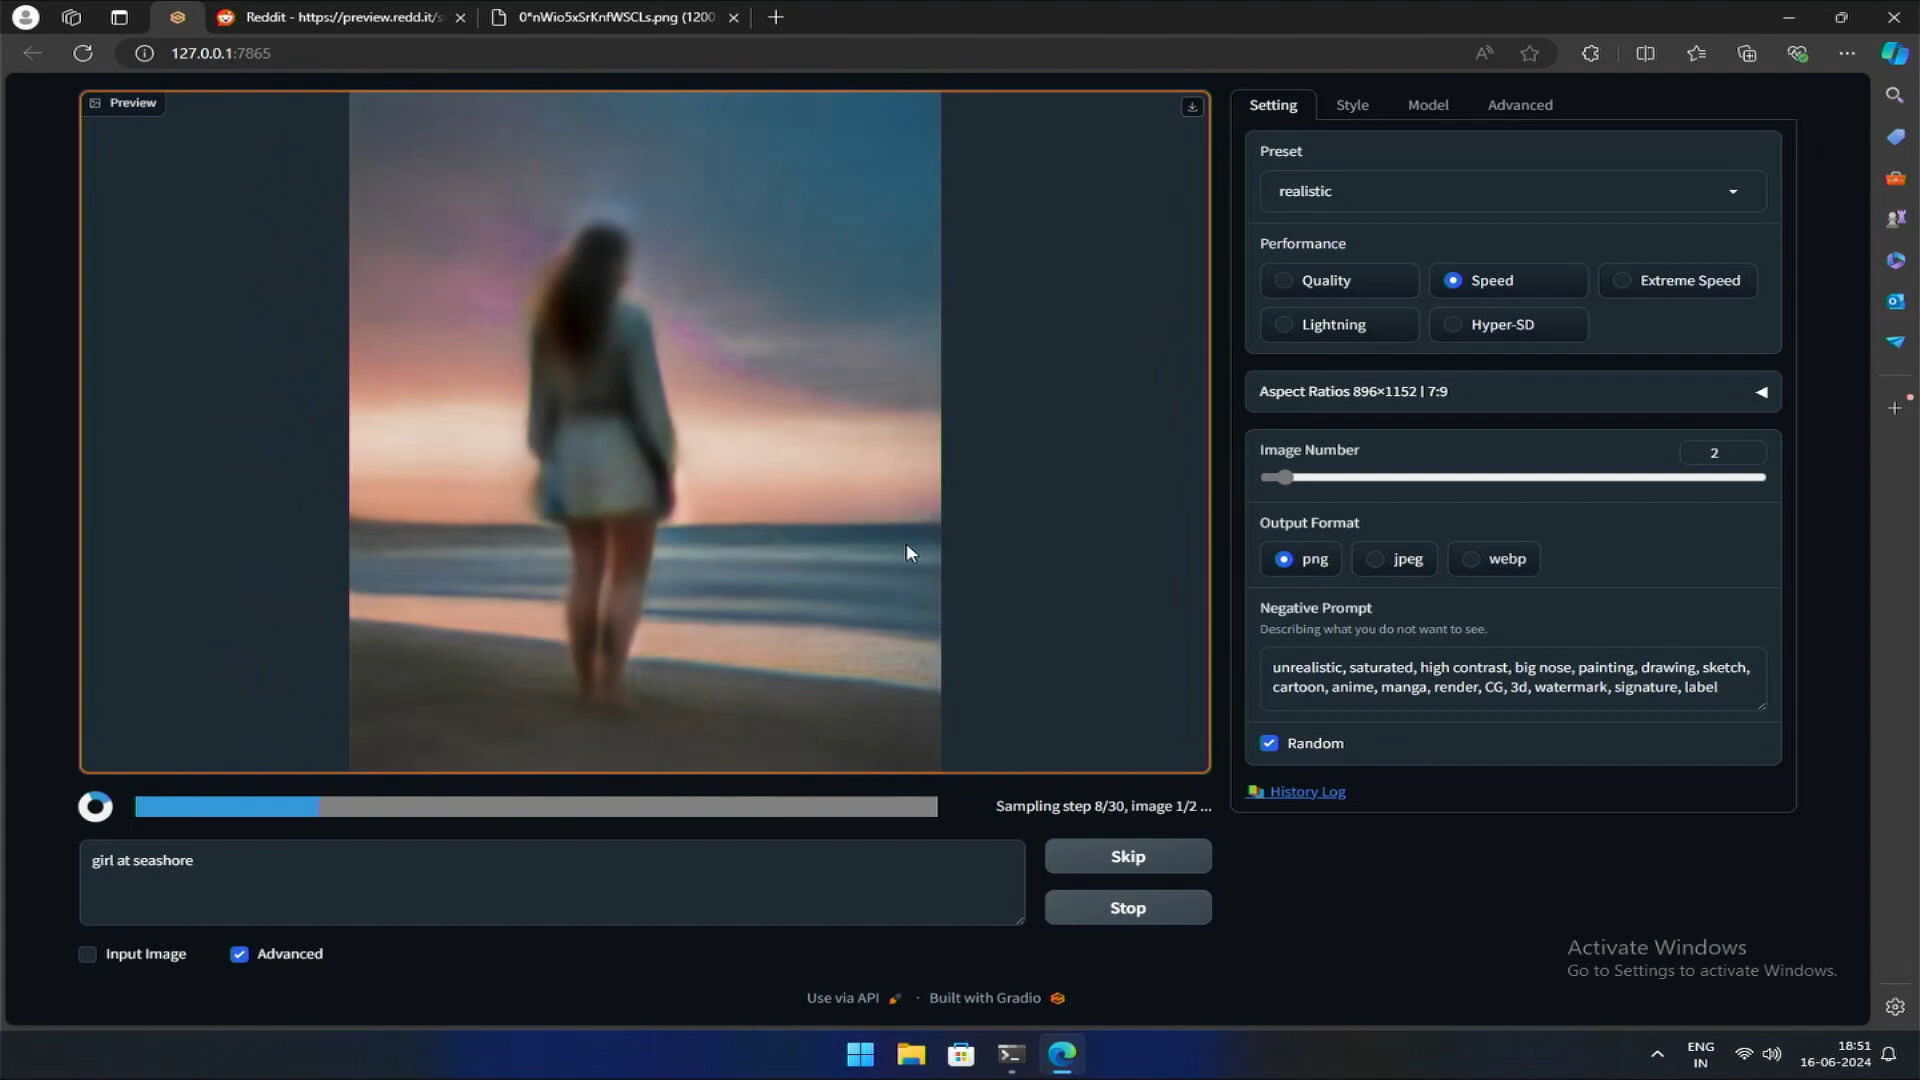 Reddit - https://preview.redd.it/s
0*nWio5xSrKnfWSCLs.png (1200
127.0.0.1:7865
Preview
Setting
Style
Model
Advanced
Preset
realistic
Performance
Quality
Speed
Extreme Speed
Lightning
Hyper-SD
Aspect Ratios 896×1152 | 7:9
Image Number
2
Output Format
png
jpeg
webp
Negative Prompt
Describing what you do not want to see.
unrealistic, saturated, high contrast, big nose, painting, drawing, sketch,
cartoon, anime, manga, render, CG, 3d, watermark, signature, label
Random
History Log
Sampling step 8/30, image 1/2 ...
girl at seashore
Skip
Stop
Input Image
Advanced
Activate Windows
Go to Settings to activate Windows.
Use via API
·
Built with Gradio
ENG
IN
18:51
16-06-2024